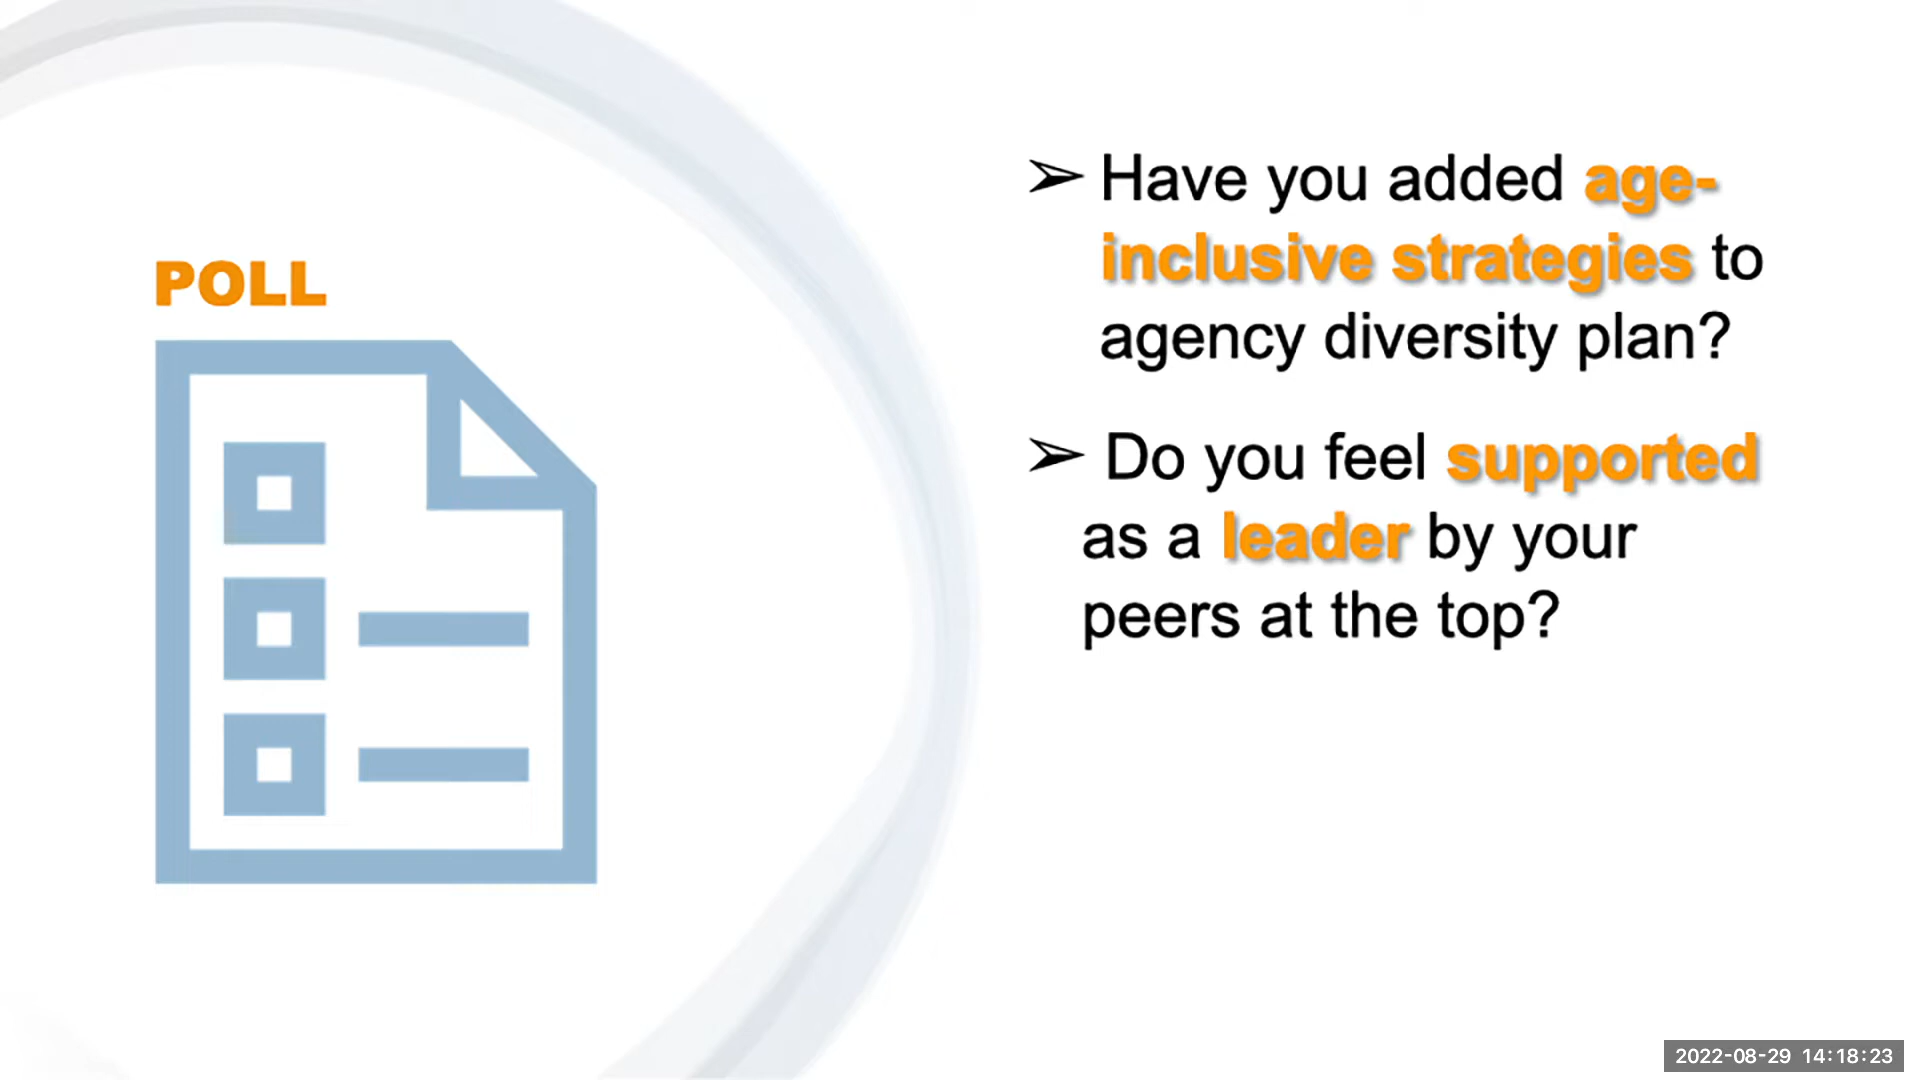 POLL
➢ Have you added age-
inclusive strategies to
agency diversity plan?
➢ Do you feel supported
as a leader by your
peers at the top?
2022-08-29 14:18:23